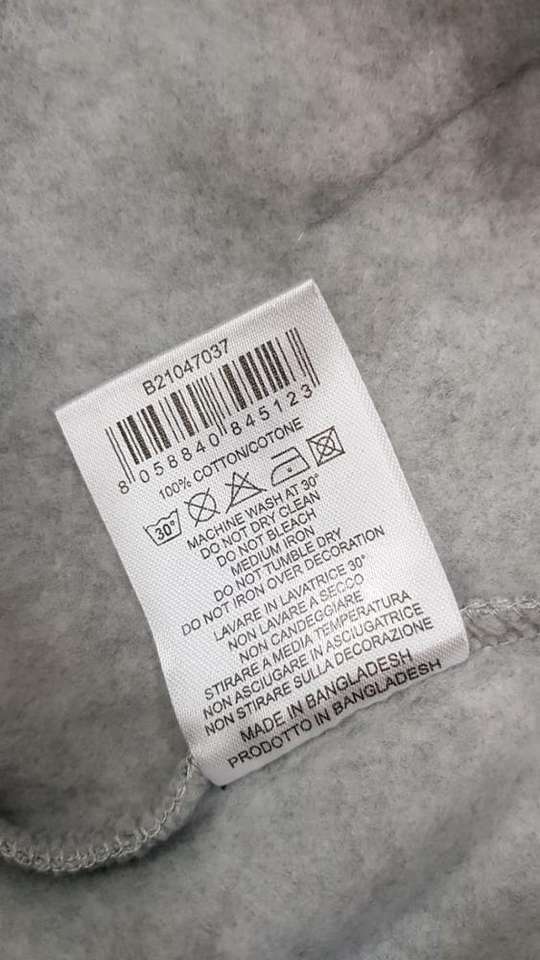 B21047037
8 058840 845123
100% COTTON/COTONE
30°
MACHINE WASH AT 30°
DO NOT DRY CLEAN
DO NOT BLEACH
MEDIUM IRON
DO NOT TUMBLE DRY
DO NOT IRON OVER DECORATION
LAVARE IN LAVATRICE 30°
NON LAVARE A SECCO
NON CANDEGGIARE
STIRARE A MEDIA TEMPERATURA
NON ASCIUGARE IN ASCIUGATRICE
NON STIRARE SULLA DECORAZIONE
MADE IN BANGLADESH
PRODOTTO IN BANGLADESH